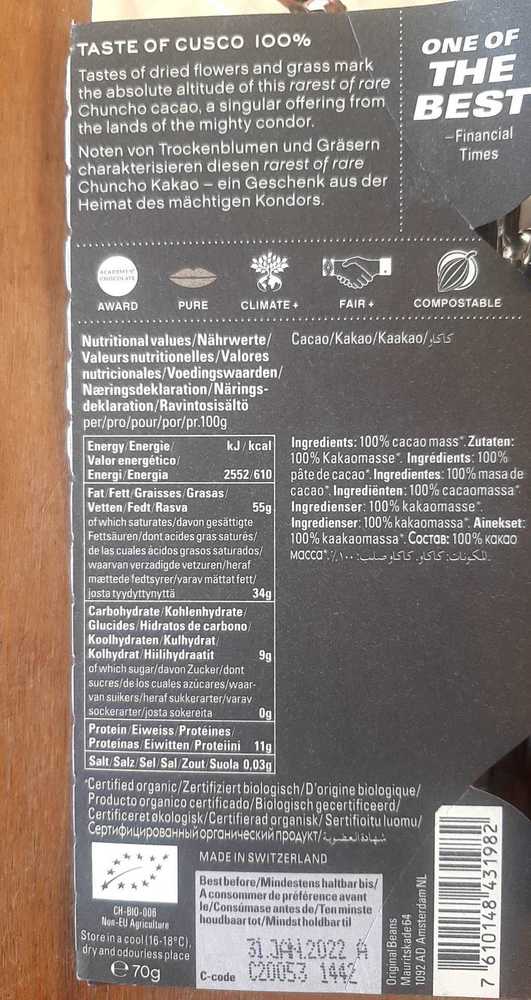 TASTE OF CUSCO 100%
Tastes of dried flowers and grass mark
the absolute altitude of this rarest of rare
Chuncho cacao, a singular offering from
the lands of the mighty condor.
Noten von Trockenblumen und Gräsern
charakterisieren diesen rarest of rare
Chuncho Kakao – ein Geschenk aus der
Heimat des mächtigen Kondors.
ONE OF
THE
BEST
–Financial
Times
ACADEMY OF
CHOCOLATE
AWARD
PURE
CLIMATE +
FAIR +
COMPOSTABLE
Nutritional values/Nährwerte/
Valeurs nutritionelles/Valores
nutricionales/Voedingswaarden/
Næringsdeklaration/Närings-
deklaration/Ravintosisältö
per/pro/pour/por/pr.100g
Energy/Energie/ kJ/kcal
Valor energético/
Energi/Energia 2552/610
Fat/Fett/Graisses/Grasas/
Vetten/Fedt/Rasva 55g
of which saturates/davon gesättigte
Fettsäuren/dont acides gras saturés/
de las cuales ácidos grasos saturados/
waarvan verzadigde vetzuren/heraf
mættede fedtsyrer/varav mättat fett/
josta tyydyttynyttä 34g
Carbohydrate/Kohlenhydrate/
Glucides/Hidratos de carbono/
Koolhydraten/Kulhydrat/
Kolhydrat/Hiilihydraatit 9g
of which sugar/davon Zucker/dont
sucres/de los cuales azúcares/waar-
van suikers/heraf sukkerarter/varav
sockerarter/josta sokereita 0g
Protein/Eiweiss/Protéines/
Proteinas/Eiwitten/Proteiini 11g
Salt/Salz/Sel/Sal/Zout/Suola 0,03g
Cacao/Kakao/Kaakao/كاكاو
Ingredients: 100% cacao mass*. Zutaten:
100% Kakaomasse*. Ingrédients: 100%
pâte de cacao*. Ingredientes: 100% masa de
cacao*. Ingrediënten: 100% cacaomassa*.
Ingredienser: 100% kakaomasse*.
Ingredienser: 100% kakaomassa*. Ainekset:
100% kaakaomassa*. Состав: 100% какао
масса*. المكونات: كاكاو. كاكاو صلب: ١٠٠٪.
*Certified organic/Zertifiziert biologisch/D'origine biologique/
Producto organico certificado/Biologisch gecertificeerd/
Certificeret økologisk/Certifierad organisk/Sertifioitu luomu/
Сертифицированный органический продукт/شهادة العضوية
MADE IN SWITZERLAND
CH-BIO-006
Non-EU Agriculture
Store in a cool (16-18°C),
dry and odourless place
℮ 70g
Best before/Mindestens haltbar bis/
A consommer de préférence avant
le/Consúmase antes de/Ten minste
houdbaar tot/Mindst holdbar til
31.JAN.2022 A
C-code C20053 1442
Original Beans
Mauritskade 64
1092 AD Amsterdam NL
7 610148 431982